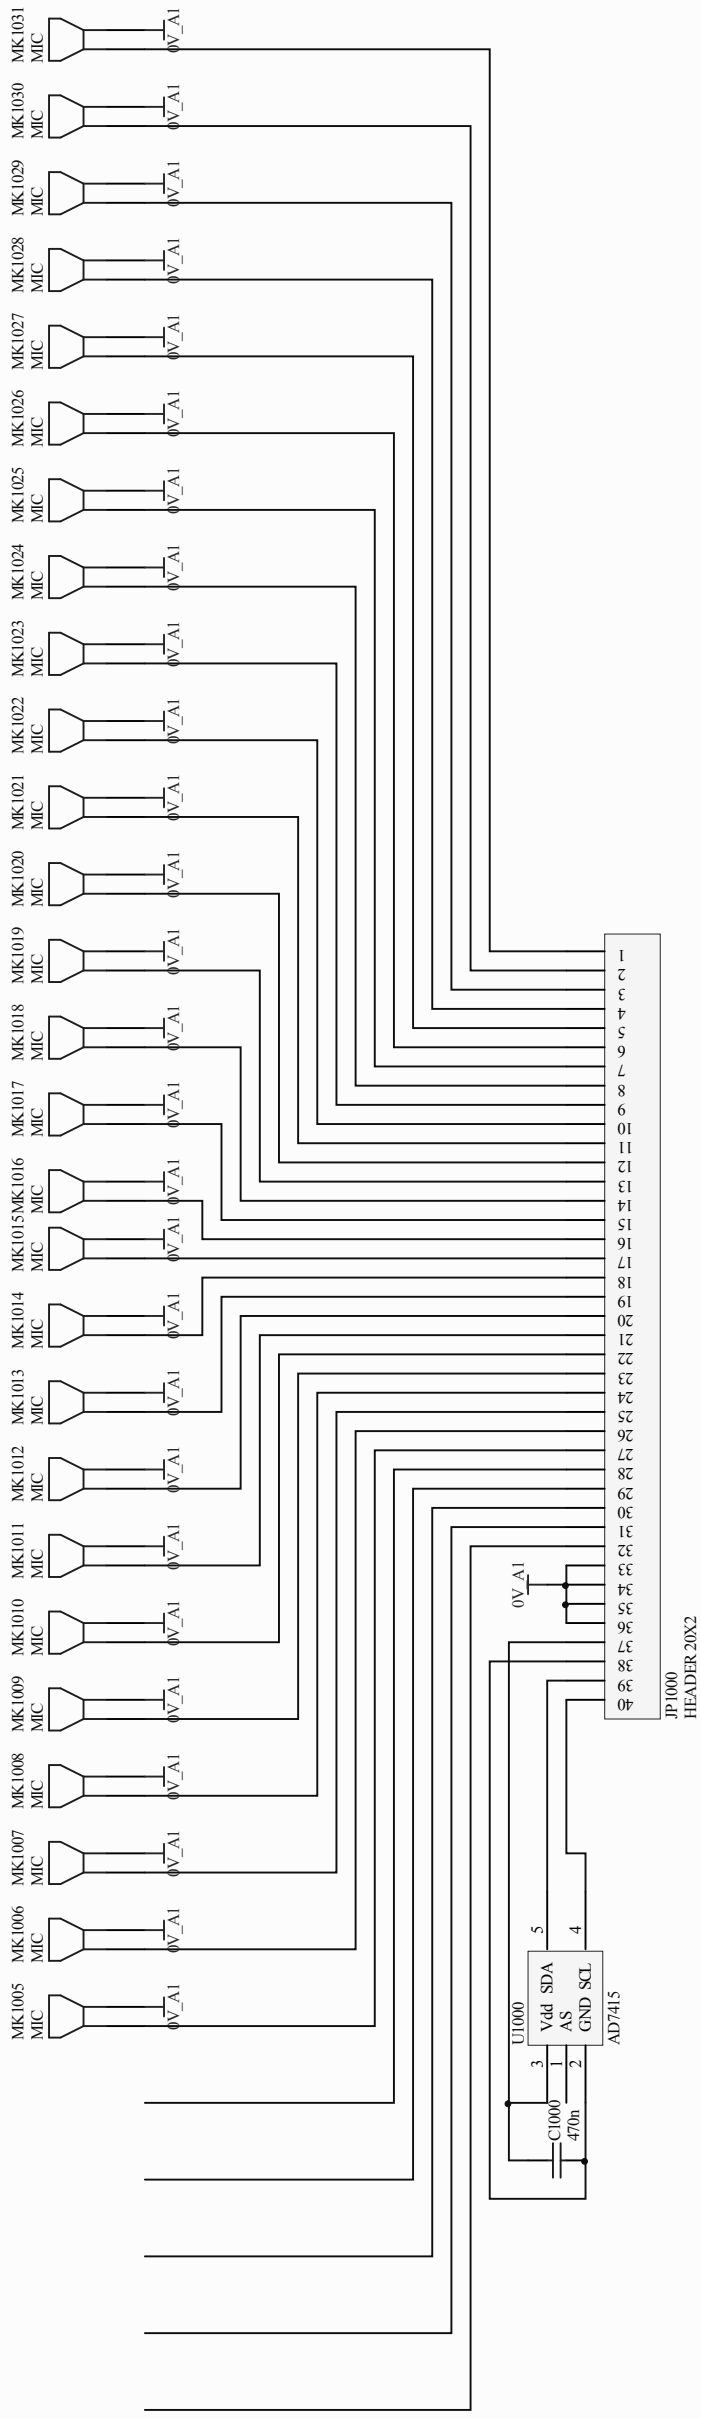 MK1031
MIC
0V_A1
MK1030
MIC
0V_A1
MK1029
MIC
0V_A1
MK1028
MIC
0V_A1
MK1027
MIC
0V_A1
MK1026
MIC
0V_A1
MK1025
MIC
0V_A1
MK1024
MIC
0V_A1
MK1023
MIC
0V_A1
MK1022
MIC
0V_A1
MK1021
MIC
0V_A1
MK1020
MIC
0V_A1
MK1019
MIC
0V_A1
MK1018
MIC
0V_A1
MK1017
MIC
0V_A1
MK1016
MIC
0V_A1
MK1015
MIC
0V_A1
MK1014
MIC
0V_A1
MK1013
MIC
0V_A1
MK1012
MIC
0V_A1
MK1011
MIC
0V_A1
MK1010
MIC
0V_A1
MK1009
MIC
0V_A1
MK1008
MIC
0V_A1
MK1007
MIC
0V_A1
MK1006
MIC
0V_A1
MK1005
MIC
0V_A1
1
2
3
4
5
6
7
8
9
10
11
12
13
14
15
16
17
18
19
20
21
22
23
24
25
26
27
28
29
30
31
32
33
34
35
36
37
38
39
40
0V_A1
JP1000
HEADER 20X2
5
4
U1000
Vdd SDA
AS
GND SCL
AD7415
3
1
2
C1000
470n